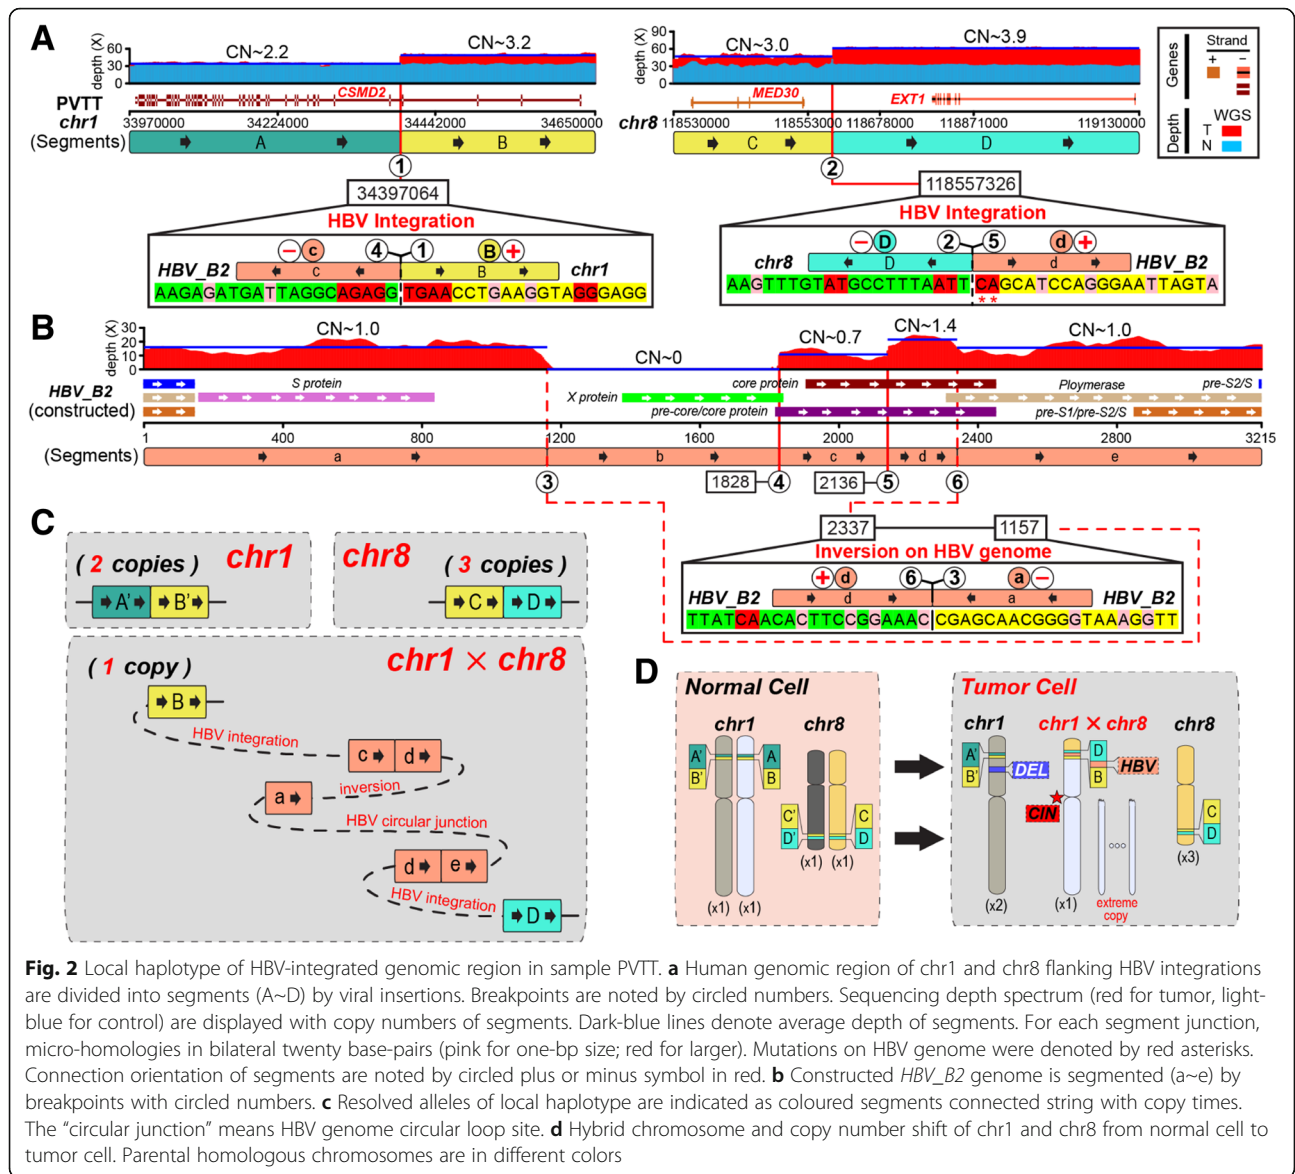 A
depth (X)
60
30
0
CN~2.2
CN~3.2
CSMD2
PVTT
chr1
(Segments)
33970000
34224000
34442000
34650000
A
B
1
34397064
HBV Integration
− c 4 1 B +
HBV_B2
c
B
chr1
AAGAGATGATTAGGCAGAGG TGAACCTGAAGGTAGGGAGG
90
60
30
0
CN~3.0
CN~3.9
MED30
EXT1
chr8
118530000
118553000
118678000
118871000
119130000
C
D
2
118557326
HBV Integration
− D 2 5 d +
chr8
D
d
HBV_B2
AAGTTTGTATGCCTTTAATT CAGCATCCAGGGAATTAGTA
* *
Strand
+ −
Genes
WGS
Depth
T
N
B
depth (X)
30
20
10
0
CN~1.0
CN~0
CN~0.7
CN~1.4
CN~1.0
HBV_B2
(constructed)
S protein
X protein
core protein
pre-core/core protein
Ploymerase
pre-S2/S
pre-S1/pre-S2/S
1
400
800
1200
1600
2000
2400
2800
3215
(Segments)
a
b
c
d
e
3
1828 4
2136 5
6
2337
1157
Inversion on HBV genome
+ d 6 3 a −
HBV_B2
d
a
HBV_B2
TTATCAACACTTCCGGAAAC CGAGCAACGGGGTAAAGGTT
C
( 2 copies ) chr1
A' B'
chr8 ( 3 copies )
C D
( 1 copy ) chr1 × chr8
B
HBV integration
c d
inversion
a
HBV circular junction
d e
HBV integration
D
D
Normal Cell
chr1
chr8
A'
B'
A
B
C'
D'
C
D
(x1) (x1)
(x1) (x1)
Tumor Cell
chr1
chr1 × chr8
chr8
A'
B'
DEL
D
B
HBV
CIN
C
D
(x2)
(x1)
extreme
copy
(x3)
Fig. 2 Local haplotype of HBV-integrated genomic region in sample PVTT. a Human genomic region of chr1 and chr8 flanking HBV integrations
are divided into segments (A~D) by viral insertions. Breakpoints are noted by circled numbers. Sequencing depth spectrum (red for tumor, light-
blue for control) are displayed with copy numbers of segments. Dark-blue lines denote average depth of segments. For each segment junction,
micro-homologies in bilateral twenty base-pairs (pink for one-bp size; red for larger). Mutations on HBV genome were denoted by red asterisks.
Connection orientation of segments are noted by circled plus or minus symbol in red. b Constructed HBV_B2 genome is segmented (a~e) by
breakpoints with circled numbers. c Resolved alleles of local haplotype are indicated as coloured segments connected string with copy times.
The “circular junction” means HBV genome circular loop site. d Hybrid chromosome and copy number shift of chr1 and chr8 from normal cell to
tumor cell. Parental homologous chromosomes are in different colors